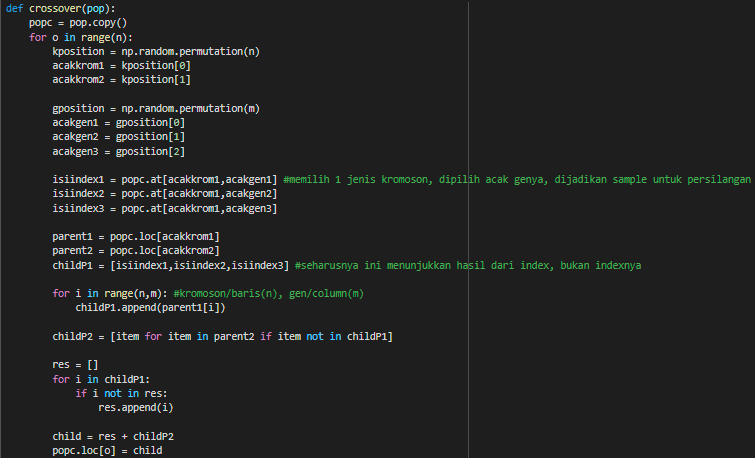 def crossover(pop):
    popc = pop.copy()
    for o in range(n):
        kposition = np.random.permutation(n)
        acakkrom1 = kposition[0]
        acakkrom2 = kposition[1]

        gposition = np.random.permutation(m)
        acakgen1 = gposition[0]
        acakgen2 = gposition[1]
        acakgen3 = gposition[2]

        isiindex1 = popc.at[acakkrom1,acakgen1] #memilih 1 jenis kromoson, dipilih acak genya, dijadikan sample untuk persilangan
        isiindex2 = popc.at[acakkrom1,acakgen2]
        isiindex3 = popc.at[acakkrom1,acakgen3]

        parent1 = popc.loc[acakkrom1]
        parent2 = popc.loc[acakkrom2]
        childP1 = [isiindex1,isiindex2,isiindex3] #seharusnya ini menunjukkan hasil dari index, bukan indexnya

        for i in range(n,m): #kromoson/baris(n), gen/column(m)
            childP1.append(parent1[i])

        childP2 = [item for item in parent2 if item not in childP1]

        res = []
        for i in childP1:
            if i not in res:
                res.append(i)

        child = res + childP2
        popc.loc[o] = child